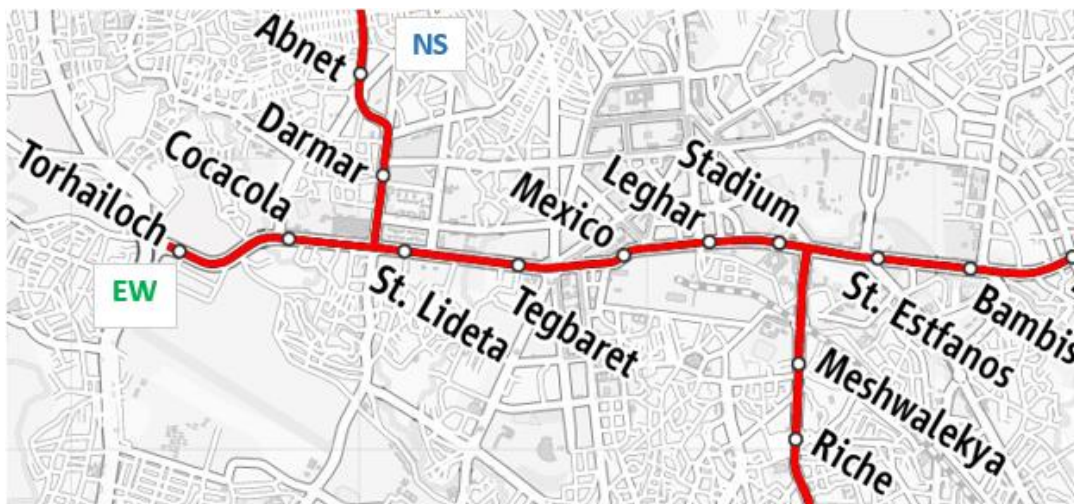 Abnet
NS
Darmar
Cocacola
Torhailoch
EW
Mexico
Leghar
Stadium
St. Lideta
Tegbaret
St. Estfanos
Bambis
Meshwalekya
Riche